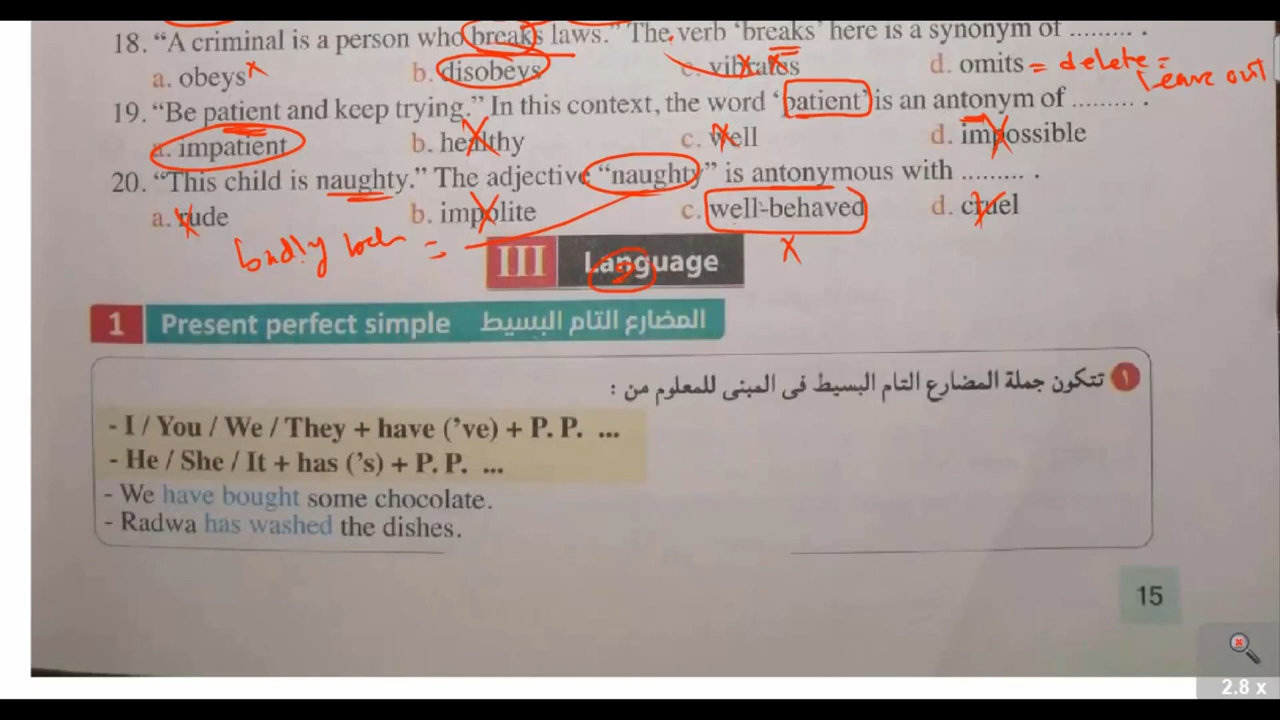 18. “A criminal is a person who breaks laws.” The verb ‘breaks’ here is a synonym of ......... .
a. obeys b. disobeys c. vibrates d. omits = delete =
leave out
19. “Be patient and keep trying.” In this context, the word ‘patient’ is an antonym of ......... .
a. impatient b. healthy c. well d. impossible
20. “This child is naughty.” The adjective “naughty” is antonymous with ......... .
a. rude b. impolite c. well-behaved d. cruel
badly =
III Language
1 Present perfect simple المضارع التام البسيط
١ تتكون جملة المضارع التام البسيط فى المبنى للمعلوم من :
- I / You / We / They + have (’ve) + P. P. ...
- He / She / It + has (’s) + P. P. ...
- We have bought some chocolate.
- Radwa has washed the dishes.
15
2.8 x